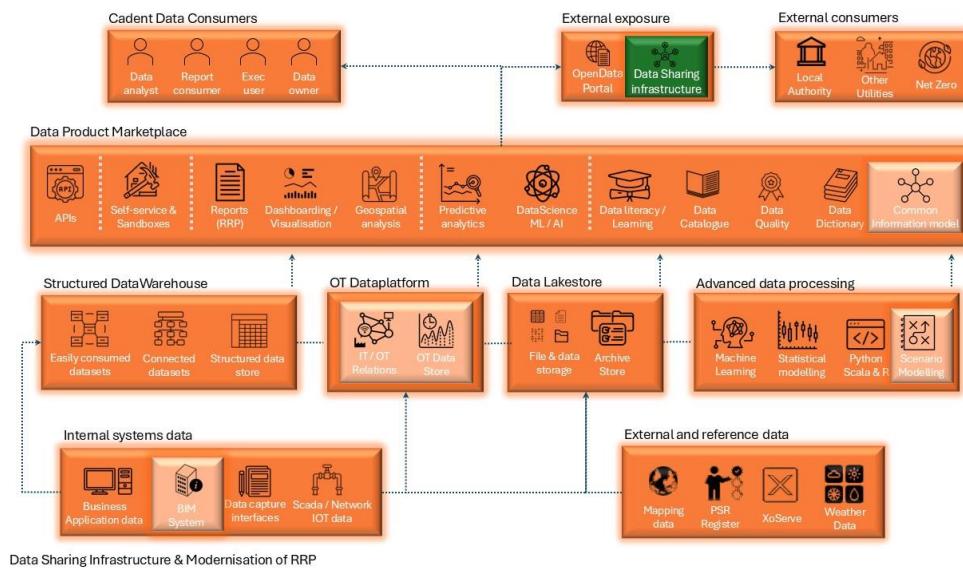 Cadent Data Consumers
Data
analyst
Report
consumer
Exec
user
Data
owner
External exposure
OpenData
Portal
Data Sharing
infrastructure
External consumers
Local
Authority
Other
Utilities
Net Zero
Data Product Marketplace
API
APIs
Self-service &
Sandboxes
Reports
(RRP)
Dashboarding /
Visualisation
Geospatial
analysis
Predictive
analytics
DataScience
ML / AI
Data literacy /
Learning
Data
Catalogue
Data
Quality
Data
Dictionary
Common
Information model
Structured DataWarehouse
Easily consumed
datasets
Connected
datasets
Structured data
store
OT Dataplatform
IT / OT
Relations
OT Data
Store
Data Lakestore
File & data
storage
Archive
Store
Advanced data processing
Machine
Learning
Statistical
modelling
Python
Scala & R
Scenario
Modelling
Internal systems data
Business
Application data
BIM
System
Data capture
interfaces
Scada / Network
IOT data
External and reference data
Mapping
data
PSR
Register
XoServe
Weather
Data
Data Sharing Infrastructure & Modernisation of RRP